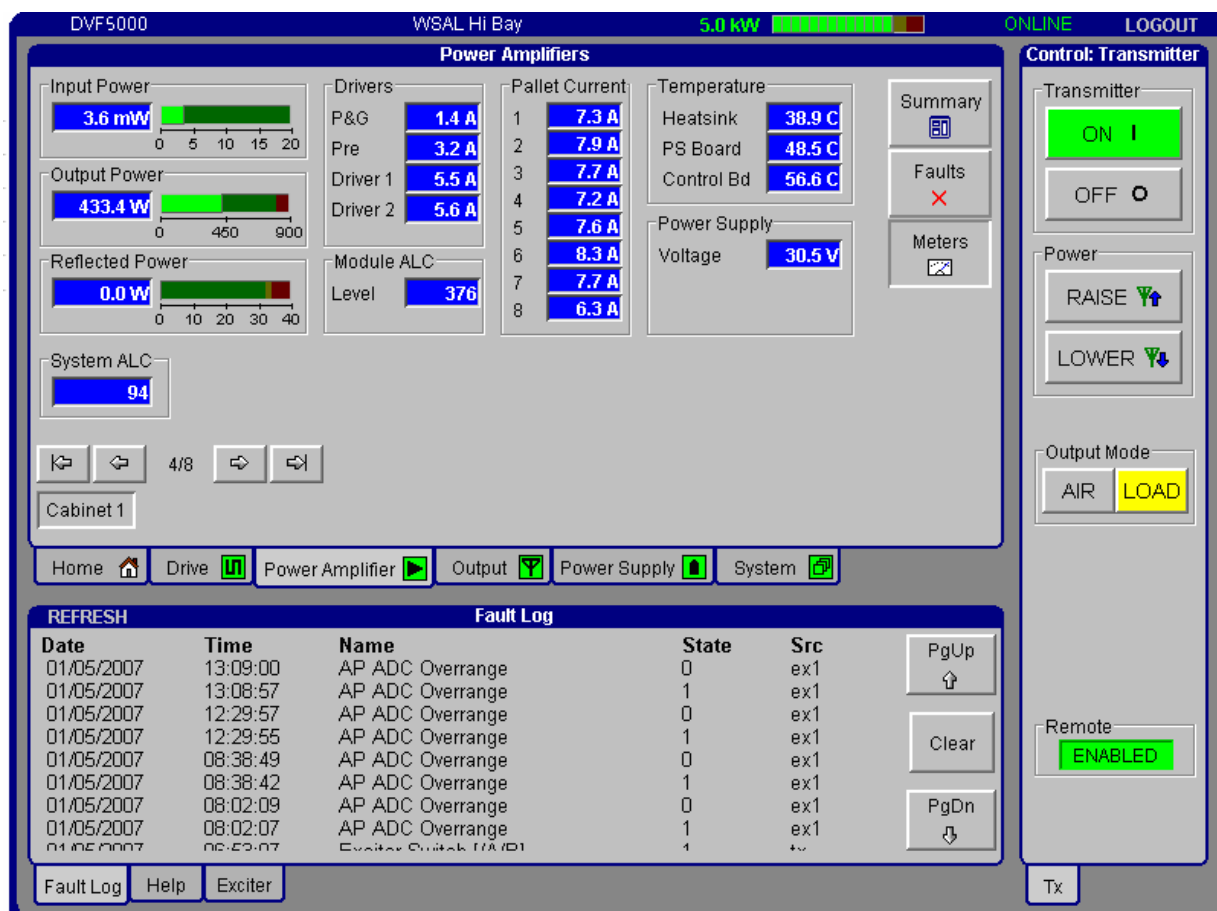 DVF5000 WSAL Hi Bay 5.0 kW ONLINE LOGOUT
Power Amplifiers
Input Power
3.6 mW
0 5 10 15 20
Output Power
433.4 W
0 450 900
Reflected Power
0.0 W
0 10 20 30 40
System ALC
94
Drivers
P&G 1.4 A
Pre 3.2 A
Driver 1 5.5 A
Driver 2 5.6 A
Module ALC
Level 376
Pallet Current
1 7.3 A
2 7.9 A
3 7.7 A
4 7.2 A
5 7.6 A
6 8.3 A
7 7.7 A
8 6.3 A
Temperature
Heatsink 38.9 C
PS Board 48.5 C
Control Bd 56.6 C
Power Supply
Voltage 30.5 V
Summary
Faults
Meters
4/8
Cabinet 1
Home Drive Power Amplifier Output Power Supply System
REFRESH Fault Log
Date Time Name State Src
01/05/2007 13:09:00 AP ADC Overrange 0 ex1
01/05/2007 13:08:57 AP ADC Overrange 1 ex1
01/05/2007 12:29:57 AP ADC Overrange 0 ex1
01/05/2007 12:29:55 AP ADC Overrange 1 ex1
01/05/2007 08:38:49 AP ADC Overrange 0 ex1
01/05/2007 08:38:42 AP ADC Overrange 1 ex1
01/05/2007 08:02:09 AP ADC Overrange 0 ex1
01/05/2007 08:02:07 AP ADC Overrange 1 ex1
01/05/2007 06:53:07 Exciter Switch 1 tx
PgUp
Clear
PgDn
Fault Log Help Exciter
Control: Transmitter
Transmitter
ON I
OFF O
Power
RAISE
LOWER
Output Mode
AIR LOAD
Remote
ENABLED
Tx